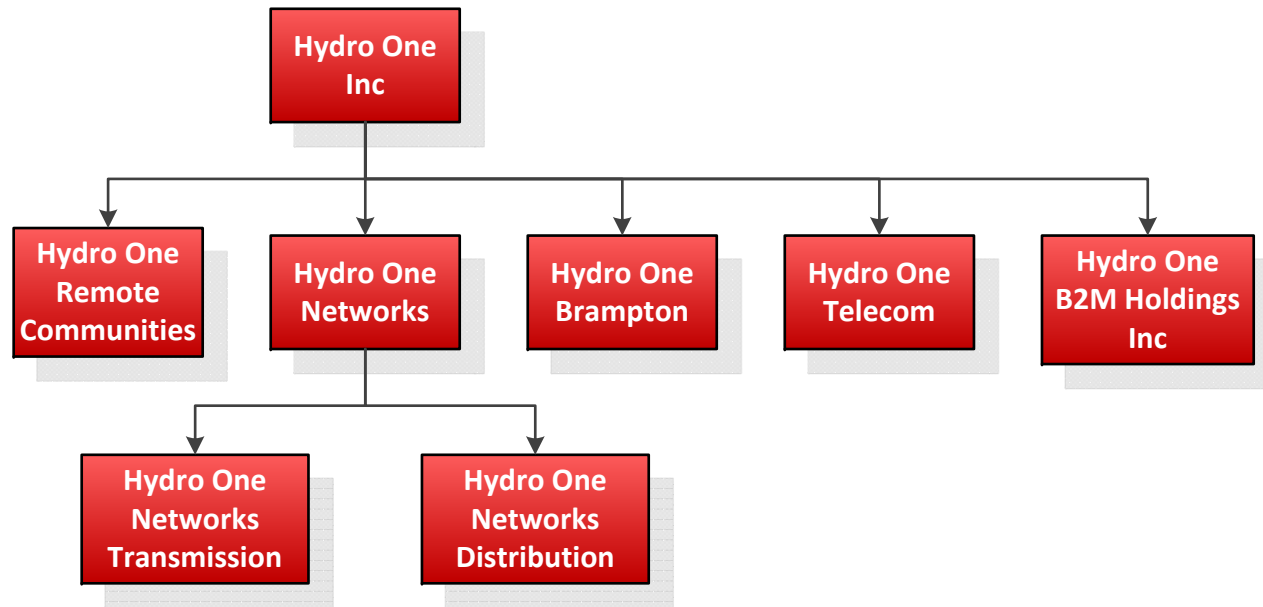 Hydro One
Inc
Hydro One
Remote
Communities
Hydro One
Networks
Hydro One
Brampton
Hydro One
Telecom
Hydro One
B2M Holdings
Inc
Hydro One
Networks
Transmission
Hydro One
Networks
Distribution